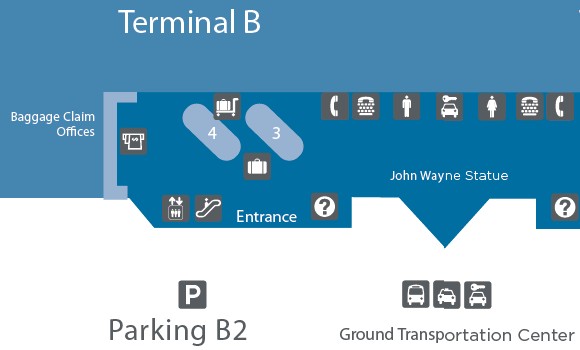 Terminal B
Baggage Claim
Offices
4
3
John Wayne Statue
Entrance
?
?
P
Parking B2
Ground Transportation Center